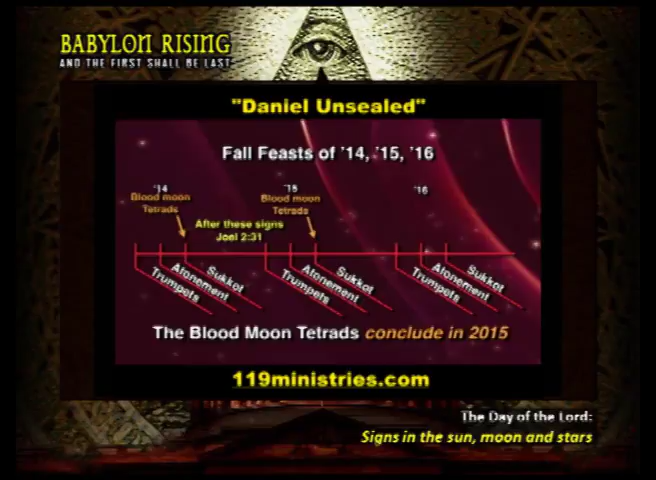 BABYLON RISING
AND THE FIRST SHALL BE LAST
"Daniel Unsealed"
Fall Feasts of '14, '15, '16
'14 '15 '16
Blood moon Blood moon
Tetrads Tetrads
After these signs
Joel 2:31
Trumpets Atonement Sukkot Trumpets Atonement Sukkot Trumpets Atonement Sukkot
The Blood Moon Tetrads conclude in 2015
119ministries.com
The Day of the Lord:
Signs in the sun, moon and stars